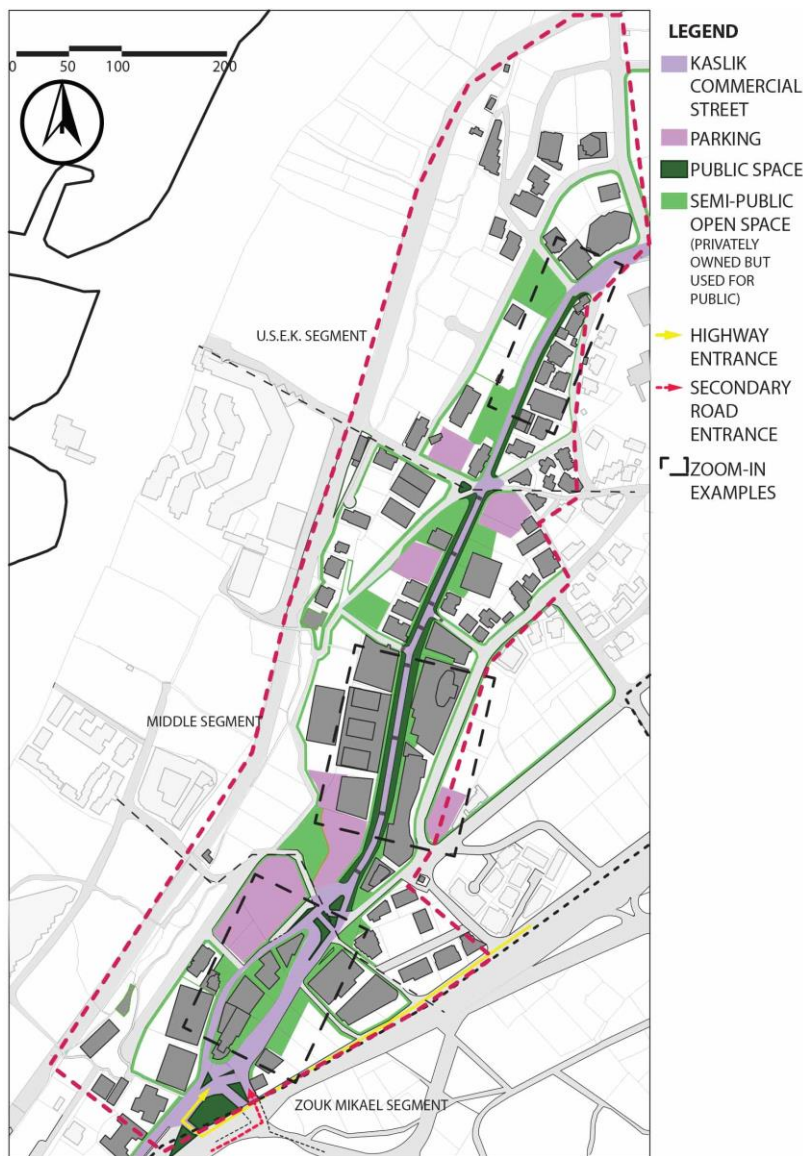 0 50 100 200
U.S.E.K. SEGMENT
MIDDLE SEGMENT
ZOUK MIKAEL SEGMENT
LEGEND
KASLIK
COMMERCIAL
STREET
PARKING
PUBLIC SPACE
SEMI-PUBLIC
OPEN SPACE
(PRIVATELY
OWNED BUT
USED FOR
PUBLIC)
HIGHWAY
ENTRANCE
SECONDARY
ROAD
ENTRANCE
ZOOM-IN
EXAMPLES